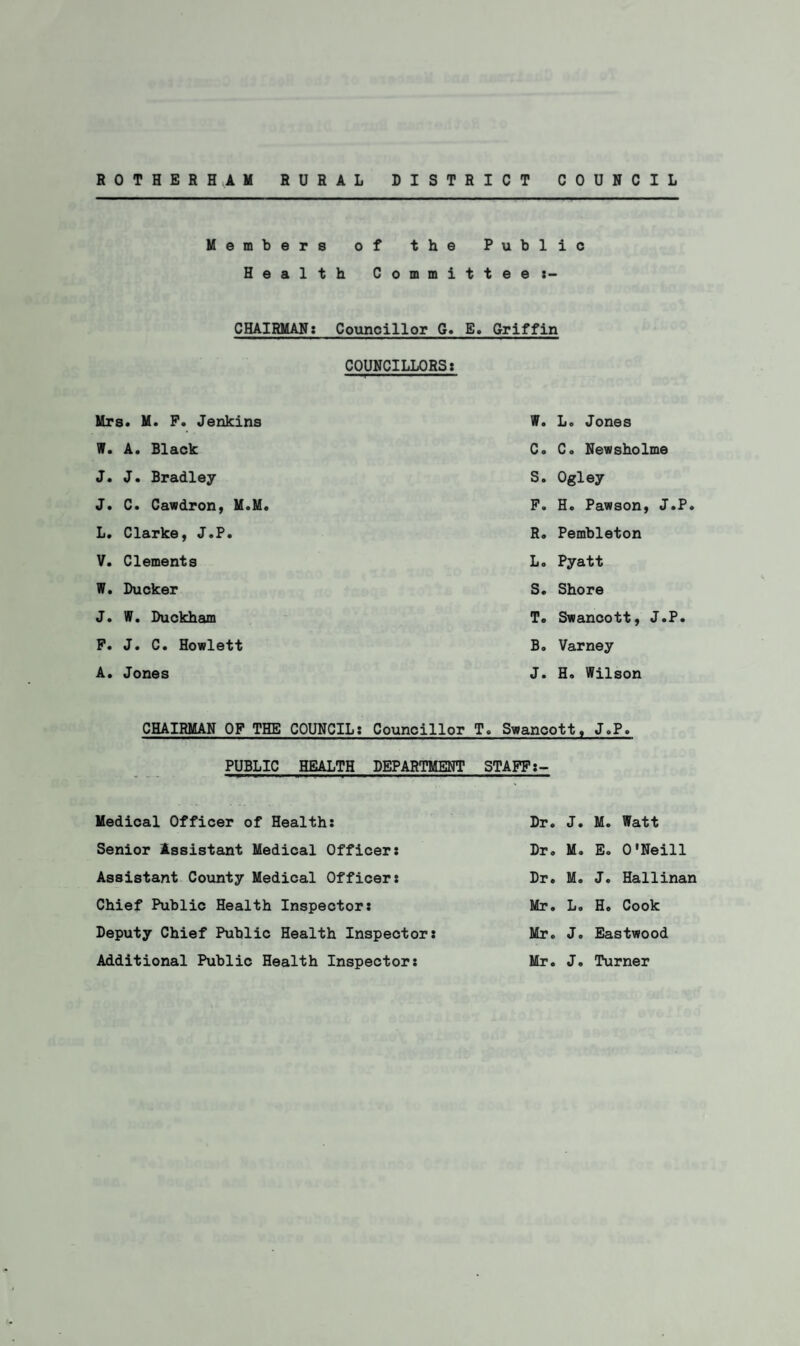 ROTHERHAM RURAL DISTRICT COUNCIL
Members of the Public
Health Committee:-
CHAIRMAN: Councillor G. E. Griffin
COUNCILLORS:
Mrs. M. F. Jenkins
W. A. Black
J. J. Bradley
J. C. Cawdron, M.M.
L. Clarke, J.P.
V. Clements
W. Ducker
J. W. Duckham
F. J. C. Howlett
A. Jones
W. L. Jones
C. C. Newsholme
S. Ogley
F. H. Pawson, J.P.
R. Pembleton
L. Pyatt
S. Shore
T. Swancott, J.P.
B. Varney
J. H. Wilson
CHAIRMAN OF THE COUNCIL: Councillor T. Swancott, J.P.
PUBLIC HEALTH DEPARTMENT STAFF:-
Medical Officer of Health: Dr. J. M. Watt
Senior Assistant Medical Officer: Dr. M. E. O'Neill
Assistant County Medical Officer: Dr. M. J. Hallinan
Chief Public Health Inspector: Mr. L. H. Cook
Deputy Chief Public Health Inspector: Mr. J. Eastwood
Additional Public Health Inspector: Mr. J. Turner